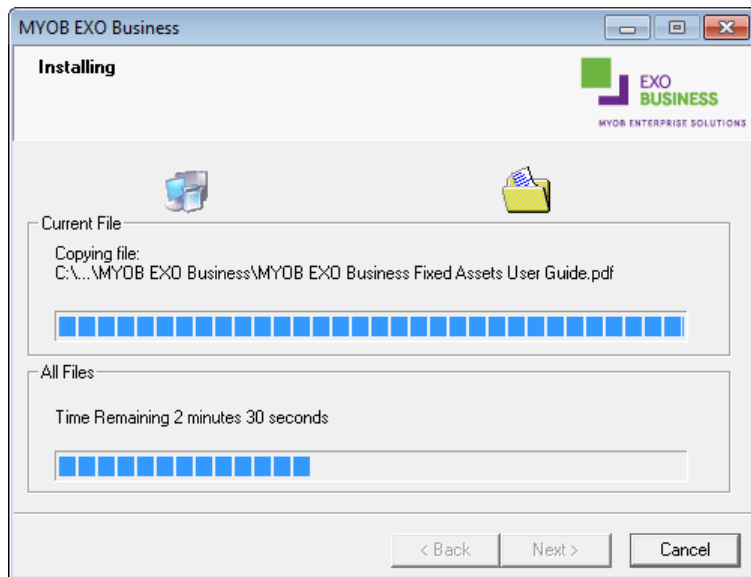 MYOB EXO Business
Installing
EXO
BUSINESS
MYOB ENTERPRISE SOLUTIONS
Current File
Copying file:
C:\...\MYOB EXO Business\MYOB EXO Business Fixed Assets User Guide.pdf
All Files
Time Remaining 2 minutes 30 seconds
< Back Next > Cancel